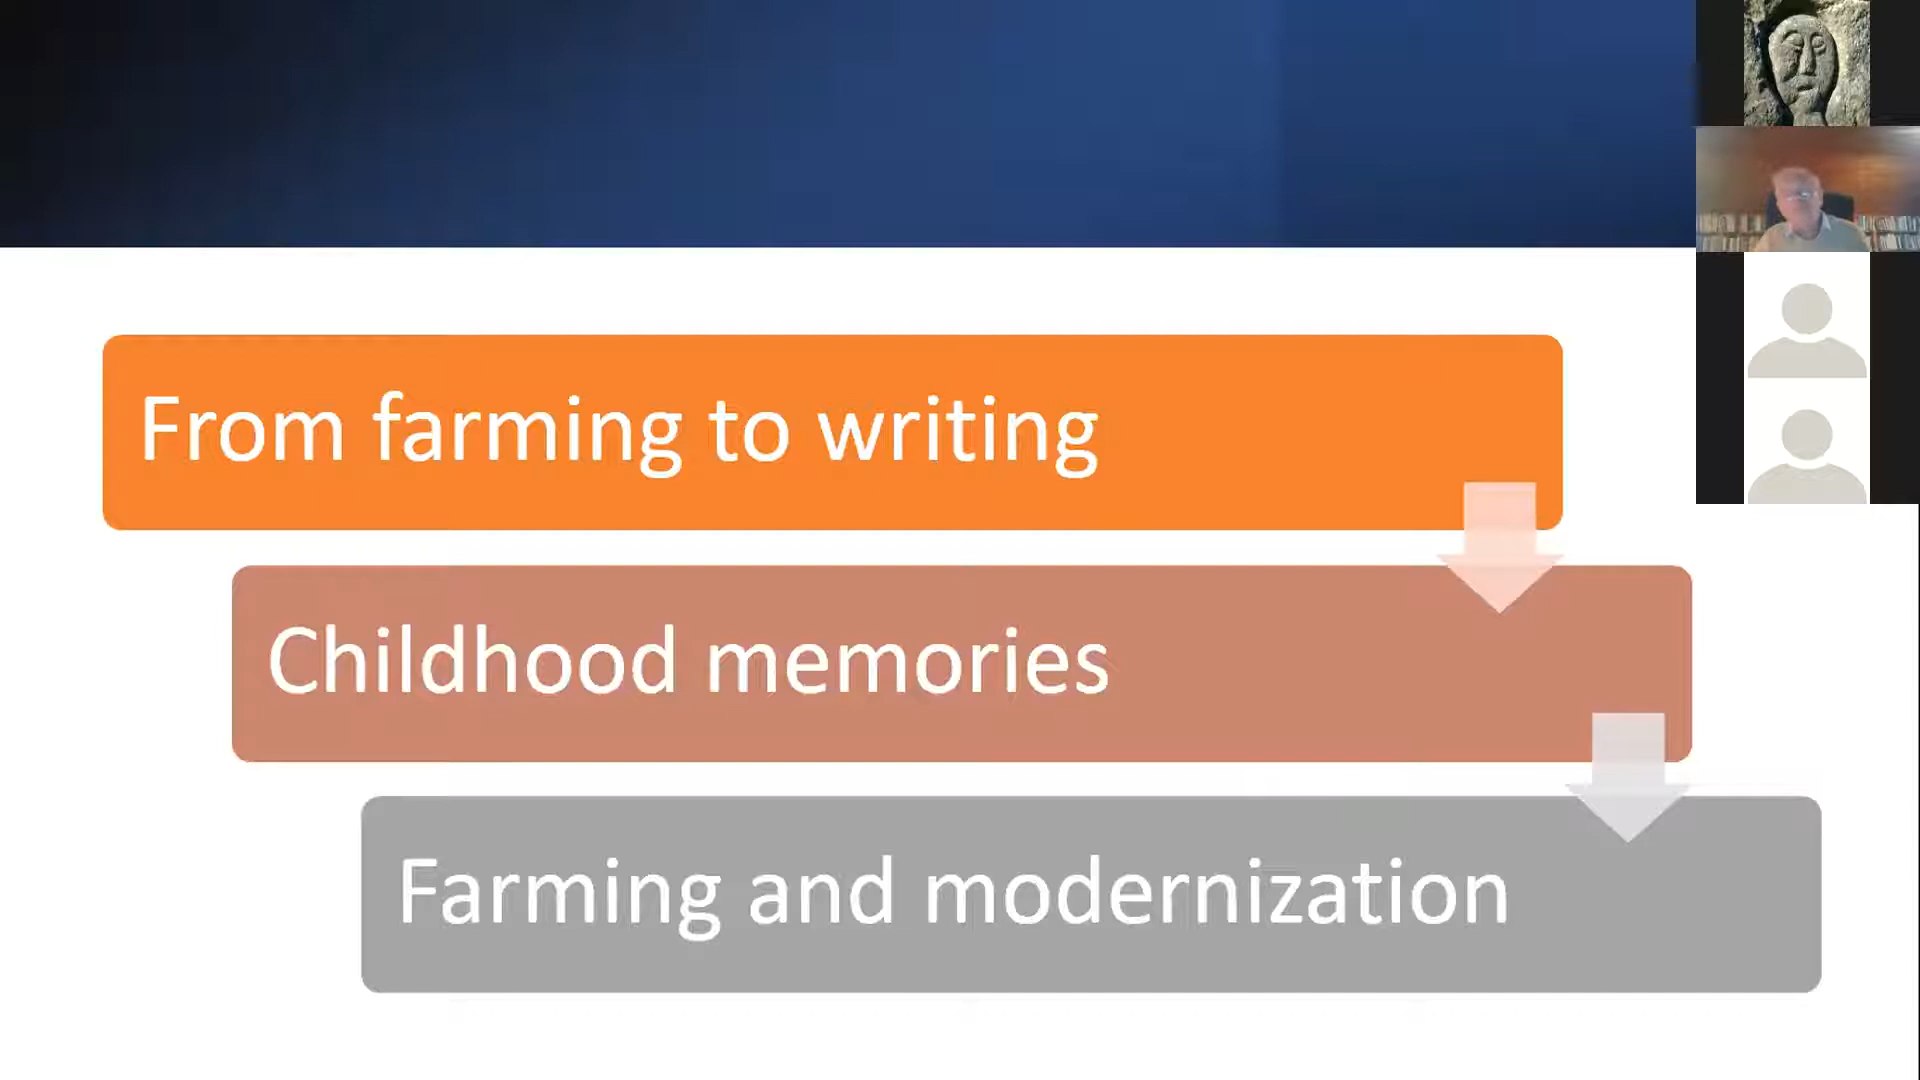 From farming to writing
Childhood memories
Farming and modernization